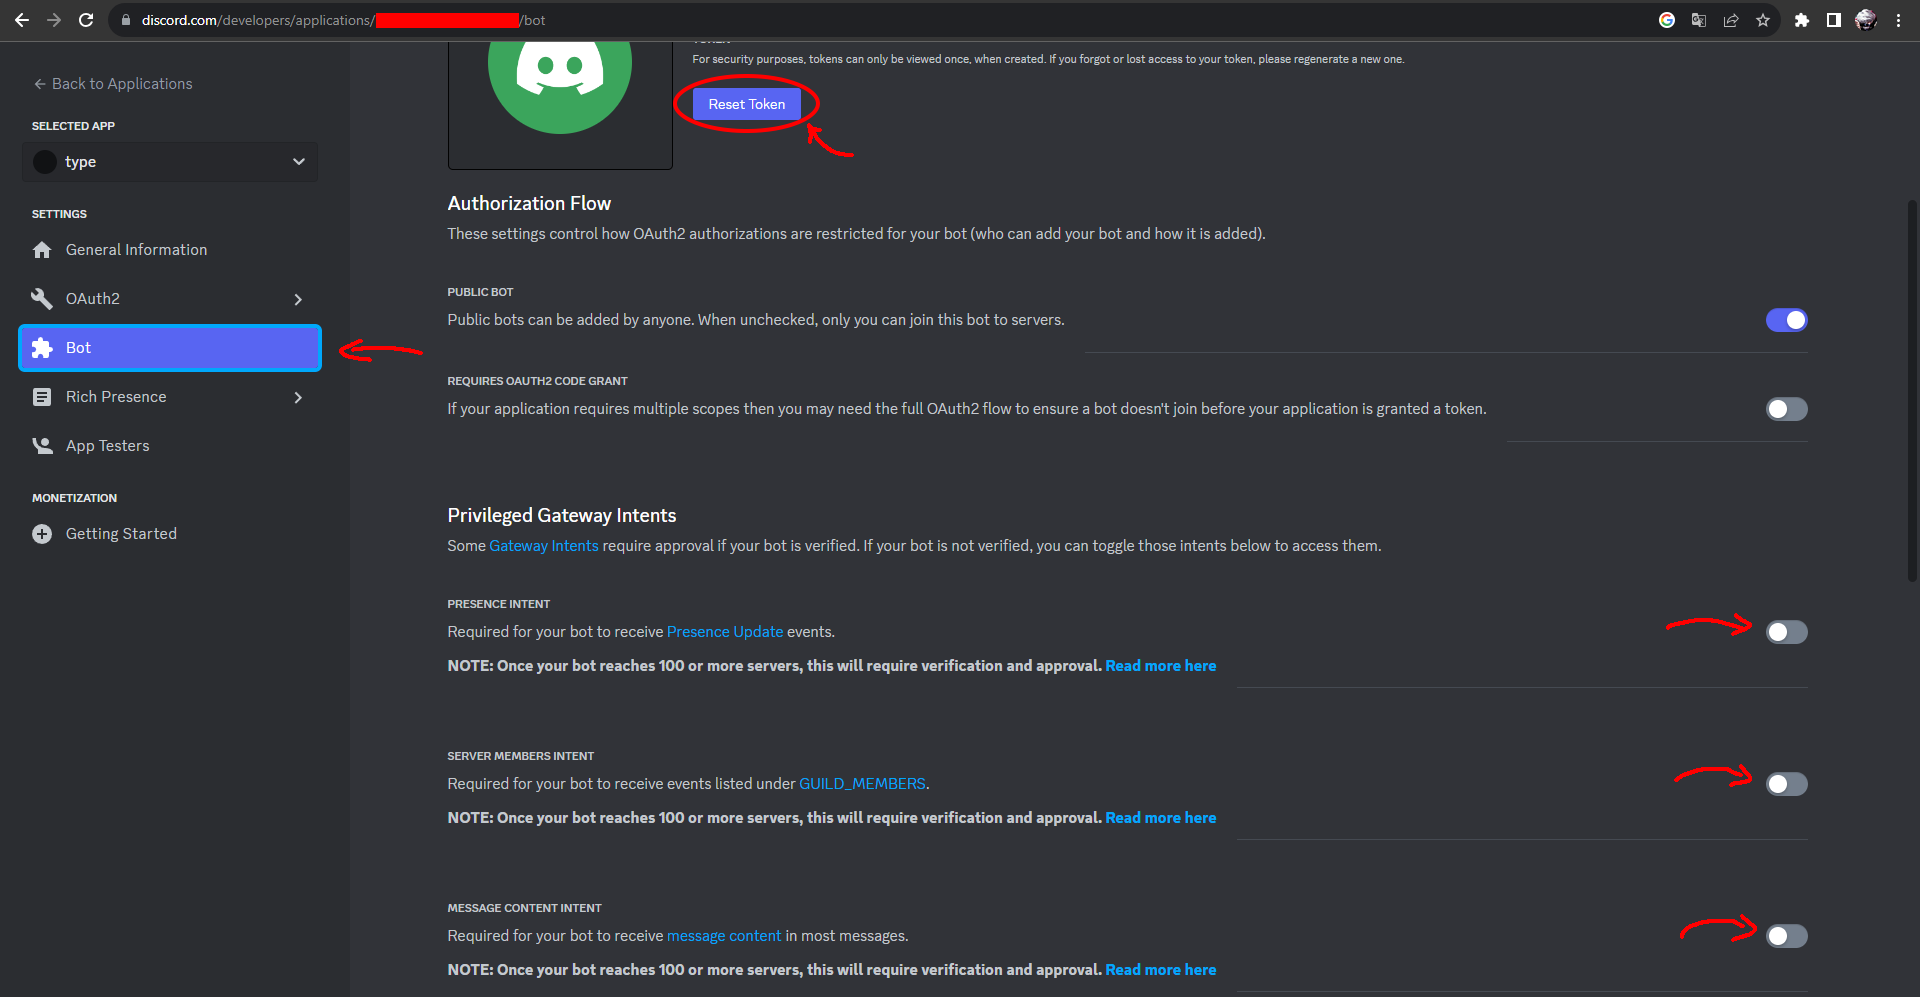 discord.com/developers/applications/
/bot
For security purposes, tokens can only be viewed once, when created. If you forgot or lost access to your token, please regenerate a new one.
Back to Applications
Reset Token
SELECTED APP
type
Authorization Flow
SETTINGS
These settings control how OAuth2 authorizations are restricted for your bot (who can add your bot and how it is added).
General Information
PUBLIC BOT
OAuth2
Public bots can be added by anyone. When unchecked, only you can join this bot to servers.
Bot
REQUIRES OAUTH2 CODE GRANT
Rich Presence
If your application requires multiple scopes then you may need the full OAuth2 flow to ensure a bot doesn't join before your application is granted a token.
App Testers
MONETIZATION
Privileged Gateway Intents
Getting Started
Some Gateway Intents require approval if your bot is verified. If your bot is not verified, you can toggle those intents below to access them.
PRESENCE INTENT
Required for your bot to receive Presence Update events.
NOTE: Once your bot reaches 100 or more servers, this will require verification and approval. Read more here
SERVER MEMBERS INTENT
Required for your bot to receive events listed under GUILD_MEMBERS.
NOTE: Once your bot reaches 100 or more servers, this will require verification and approval. Read more here
MESSAGE CONTENT INTENT
Required for your bot to receive message content in most messages.
NOTE: Once your bot reaches 100 or more servers, this will require verification and approval. Read more here